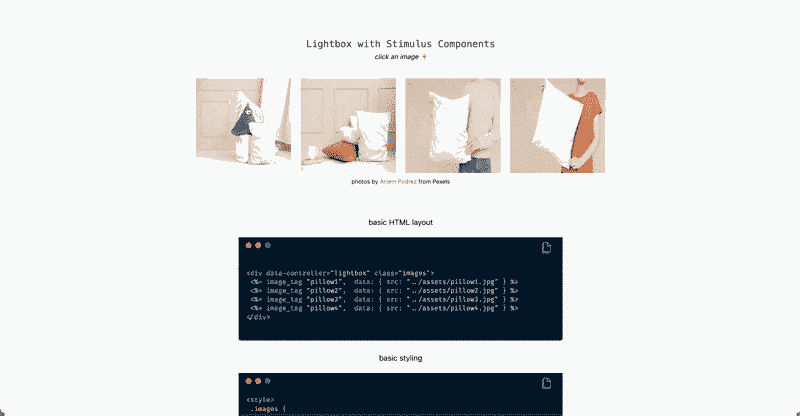 Lightbox with Stimulus Components
click an image 👇
photos by Artem Podrez from Pexels
basic HTML layout
<div data-controller="lightbox" class="images">
<%= image_tag "pillow1", data: { src: "../assets/pillow1.jpg" } %>
<%= image_tag "pillow2", data: { src: "../assets/pillow2.jpg" } %>
<%= image_tag "pillow3", data: { src: "../assets/pillow3.jpg" } %>
<%= image_tag "pillow4", data: { src: "../assets/pillow4.jpg" } %>
</div>
basic styling
<style>
.images {